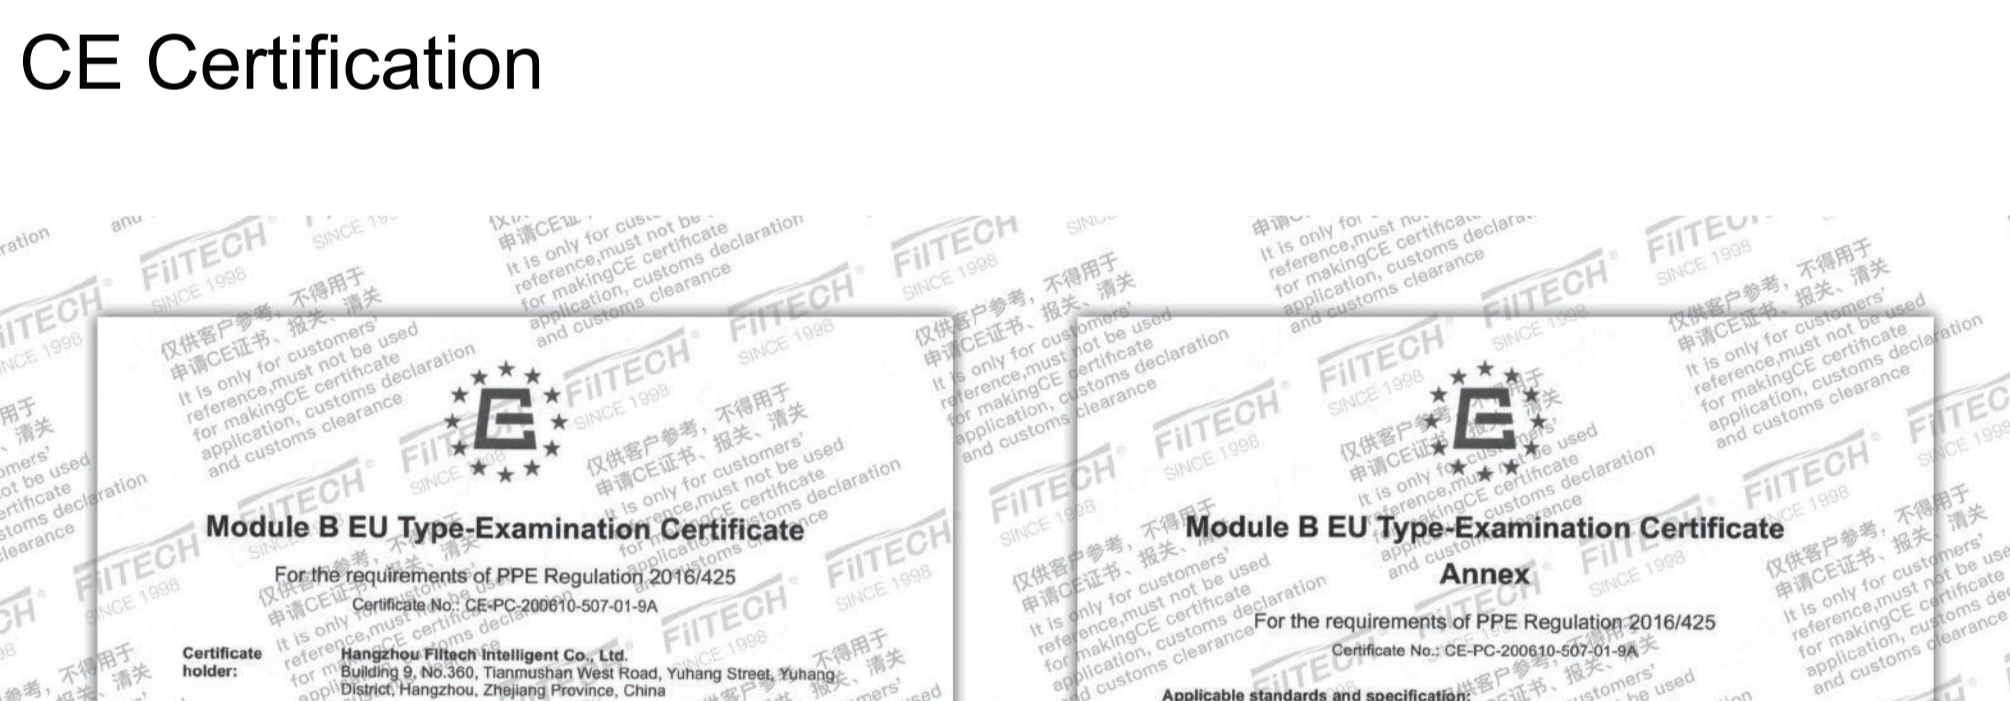 CE Certification
FilTECH
SINCE 1998
仅供客户参考，不得用于
申请CE证书、报关、清关
It is only for customers'
reference,must not be used
for makingCE certificate
application, customs declaration
and customs clearance
Module B EU Type-Examination Certificate
For the requirements of PPE Regulation 2016/425
Certificate No.: CE-PC-200610-507-01-9A
Certificate holder:
Hangzhou Filtech Intelligent Co., Ltd.
Building 9, No.360, Tianmushan West Road, Yuhang Street, Yuhang
District, Hangzhou, Zhejiang Province, China
Module B EU Type-Examination Certificate
Annex
For the requirements of PPE Regulation 2016/425
Certificate No.: CE-PC-200610-507-01-9A
Applicable standards and specification: